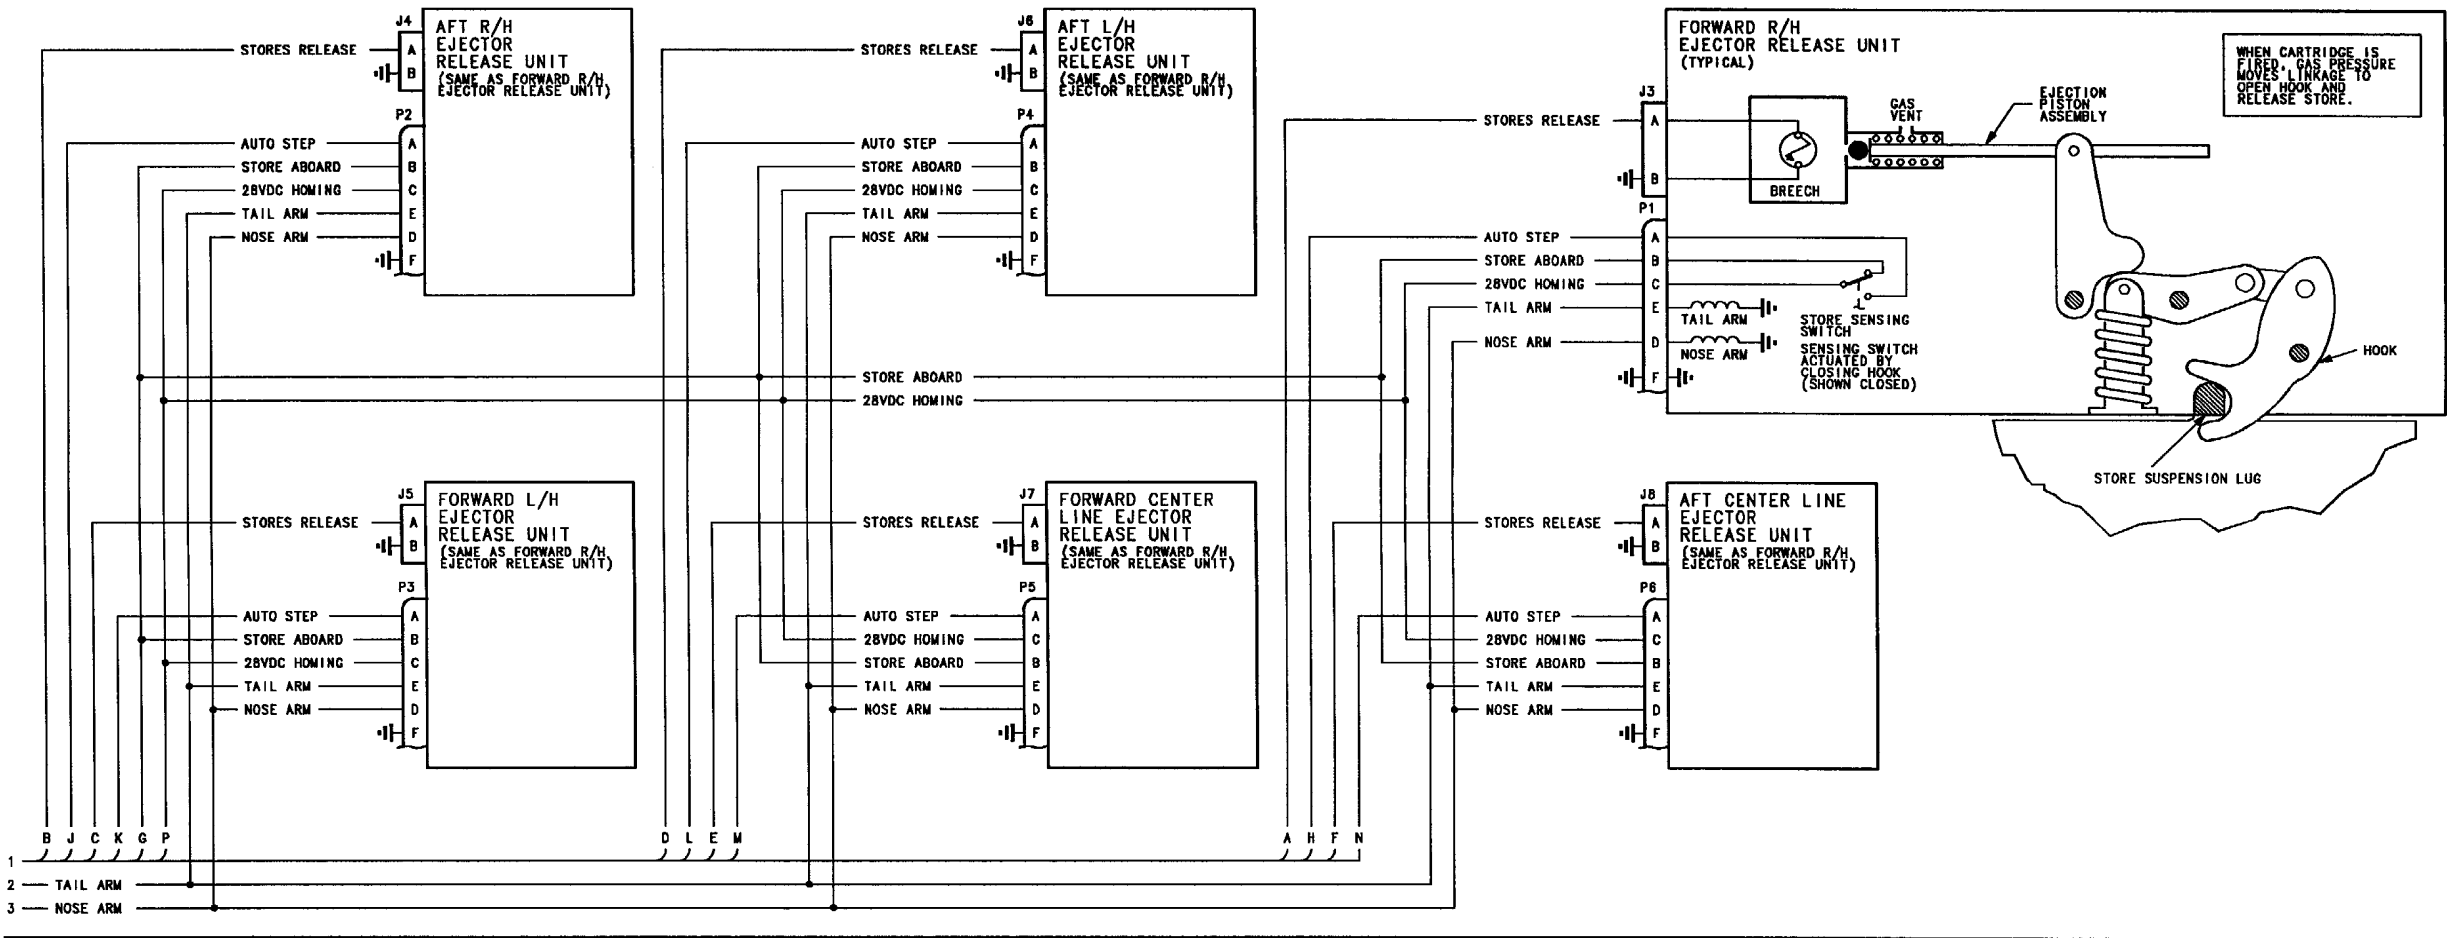 J4
AFT R/H
EJECTOR
RELEASE UNIT
(SAME AS FORWARD R/H
EJECTOR RELEASE UNIT)
STORES RELEASE
A
B
P2
AUTO STEP
A
STORE ABOARD
B
28VDC HOMING
C
TAIL ARM
E
NOSE ARM
D
F
J6
AFT L/H
EJECTOR
RELEASE UNIT
(SAME AS FORWARD R/H
EJECTOR RELEASE UNIT)
STORES RELEASE
A
B
P4
AUTO STEP
A
STORE ABOARD
B
28VDC HOMING
C
TAIL ARM
E
NOSE ARM
D
F
FORWARD R/H
EJECTOR RELEASE UNIT
(TYPICAL)
WHEN CARTRIDGE IS
FIRED, GAS PRESSURE
MOVES LINKAGE TO
OPEN HOOK AND
RELEASE STORE.
J3
STORES RELEASE
A
B
BREECH
GAS
VENT
EJECTION
PISTON
ASSEMBLY
P1
AUTO STEP
A
STORE ABOARD
B
28VDC HOMING
C
TAIL ARM
E
TAIL ARM
NOSE ARM
D
NOSE ARM
F
STORE SENSING
SWITCH
SENSING SWITCH
ACTUATED BY
CLOSING HOOK
(SHOWN CLOSED)
HOOK
STORE SUSPENSION LUG
STORE ABOARD
28VDC HOMING
J5
FORWARD L/H
EJECTOR
RELEASE UNIT
(SAME AS FORWARD R/H
EJECTOR RELEASE UNIT)
STORES RELEASE
A
B
P3
AUTO STEP
A
STORE ABOARD
B
28VDC HOMING
C
TAIL ARM
E
NOSE ARM
D
F
J7
FORWARD CENTER
LINE EJECTOR
RELEASE UNIT
(SAME AS FORWARD R/H
EJECTOR RELEASE UNIT)
STORES RELEASE
A
B
P5
AUTO STEP
A
28VDC HOMING
C
STORE ABOARD
B
TAIL ARM
E
NOSE ARM
D
F
J8
AFT CENTER LINE
EJECTOR
RELEASE UNIT
(SAME AS FORWARD R/H
EJECTOR RELEASE UNIT)
STORES RELEASE
A
B
P6
AUTO STEP
A
28VDC HOMING
C
STORE ABOARD
B
TAIL ARM
E
NOSE ARM
D
F
B J C K G P D L E M A H F N
1
2 TAIL ARM
3 NOSE ARM